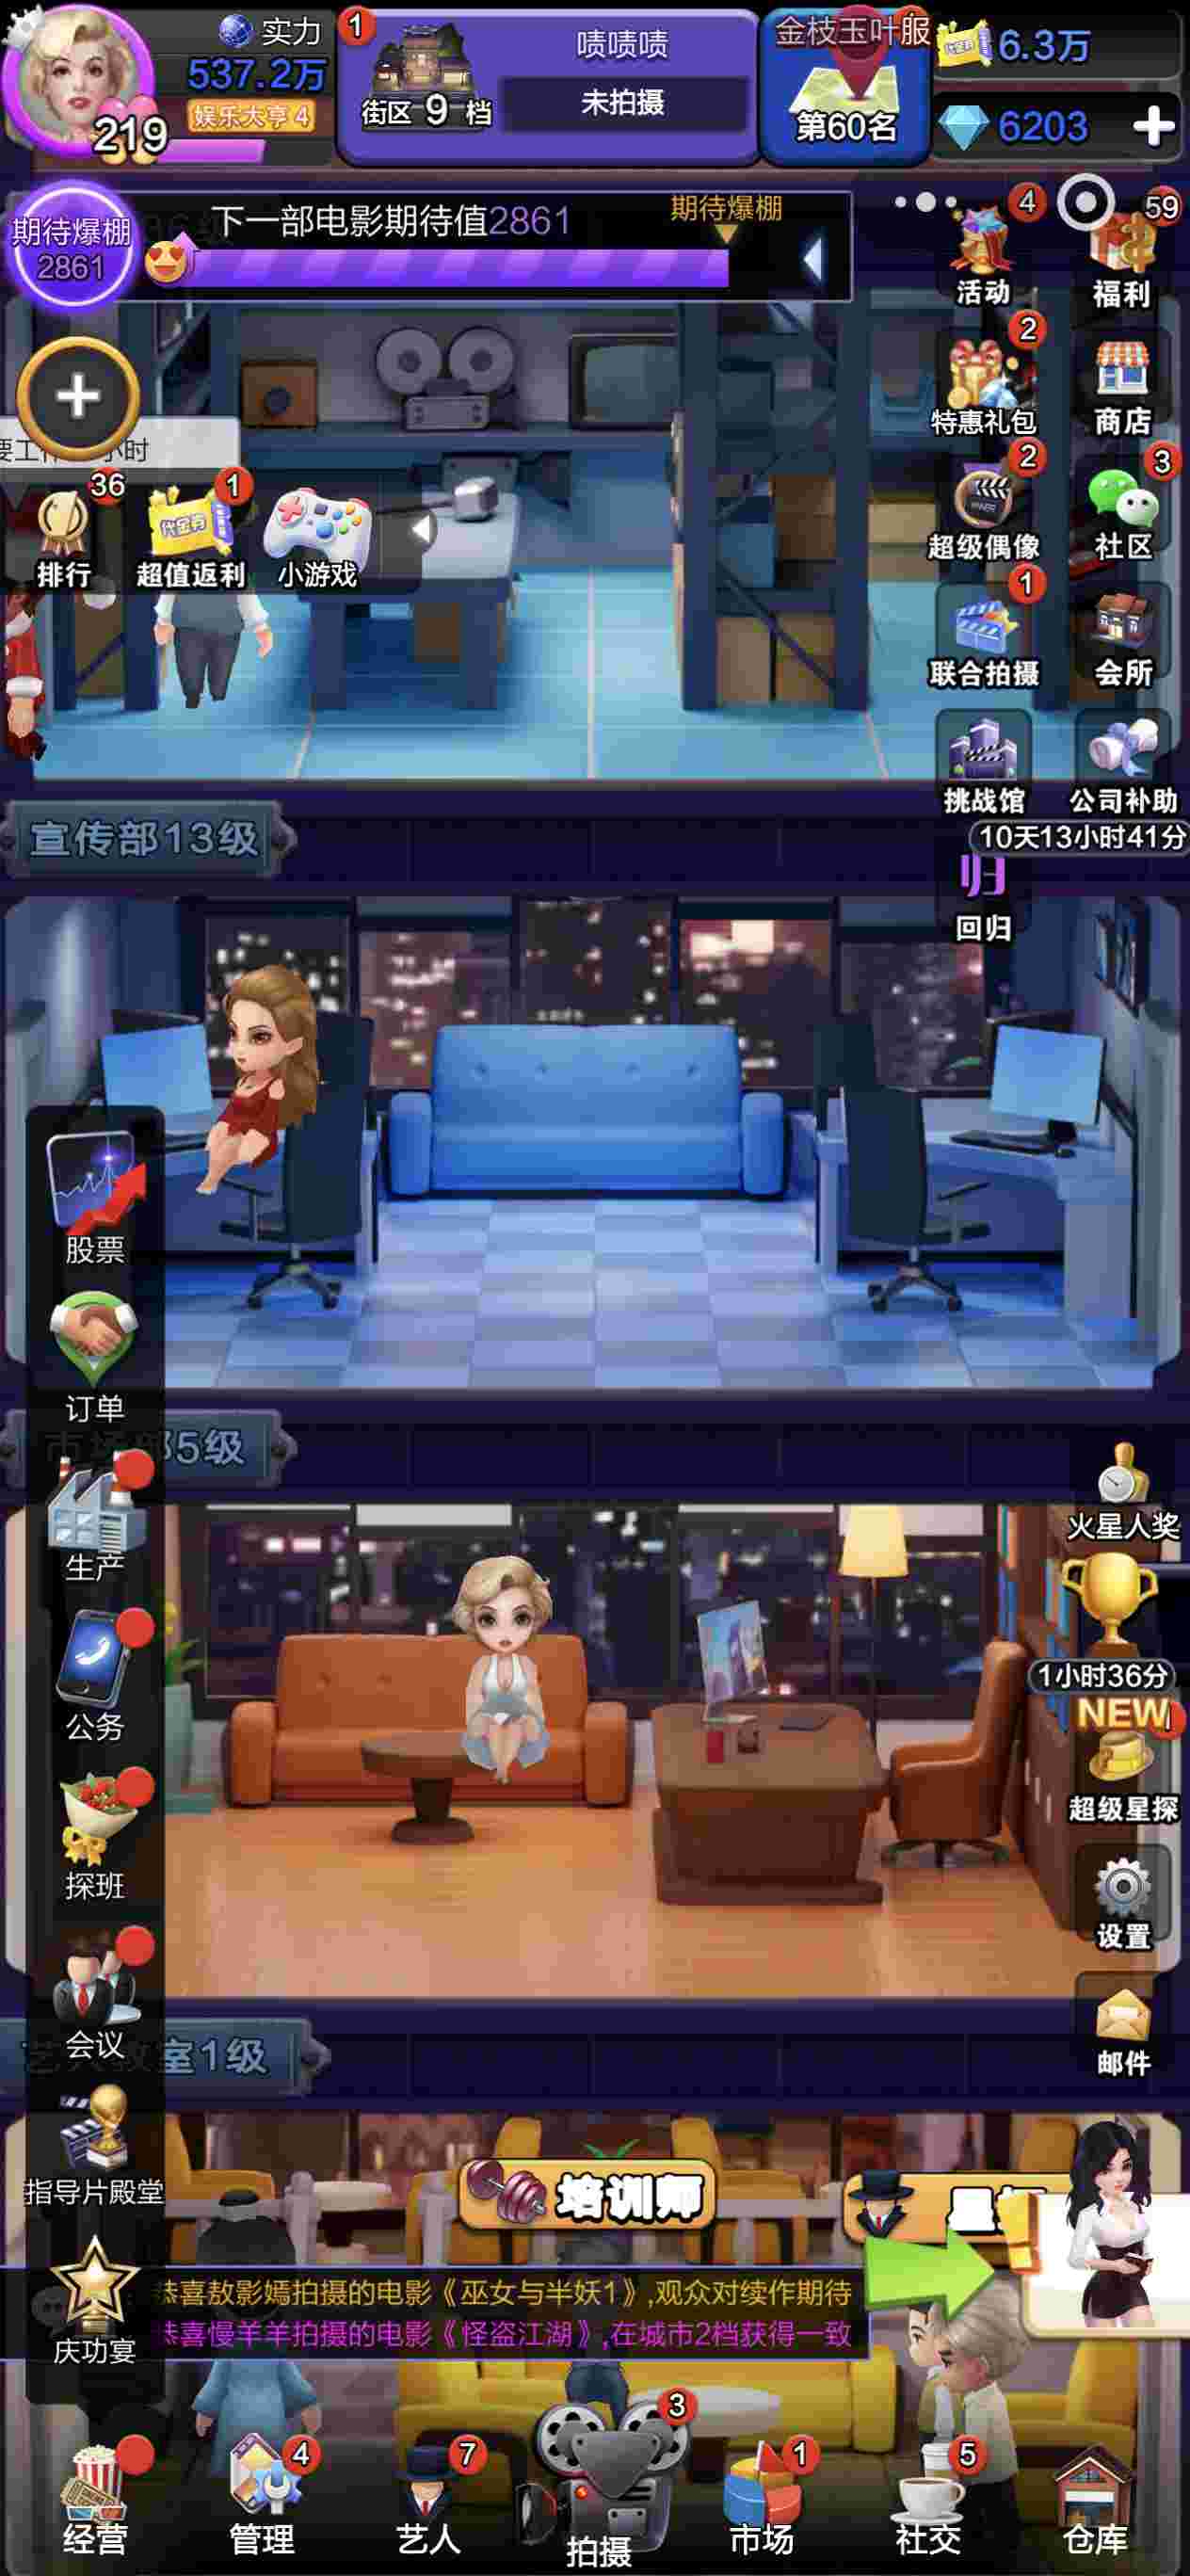 实力
537.2万
娱乐大亨 4
219
1
街区 9 档
啧啧啧
未拍摄
金枝玉叶服
第60名
6.3万
6203
期待爆棚
2861
下一部电影期待值2861
期待爆棚
4
活动
59
福利
2
特惠礼包
商店
2
超级偶像
3
社区
1
联合拍摄
会所
挑战馆
公司补助
10天13小时41分
归
回归
36
排行
1
超值返利
小游戏
宣传部13级
股票
订单
市场部5级
生产
公务
探班
会议
室1级
指导片殿堂
庆功宴
火星人奖
1小时36分
NEW
超级星探
设置
邮件
培训师
恭喜敖影嫣拍摄的电影《巫女与半妖1》,观众对续作期待
恭喜慢羊羊拍摄的电影《怪盗江湖》,在城市2档获得一致
经营
4
管理
7
艺人
3
拍摄
1
市场
5
社交
仓库